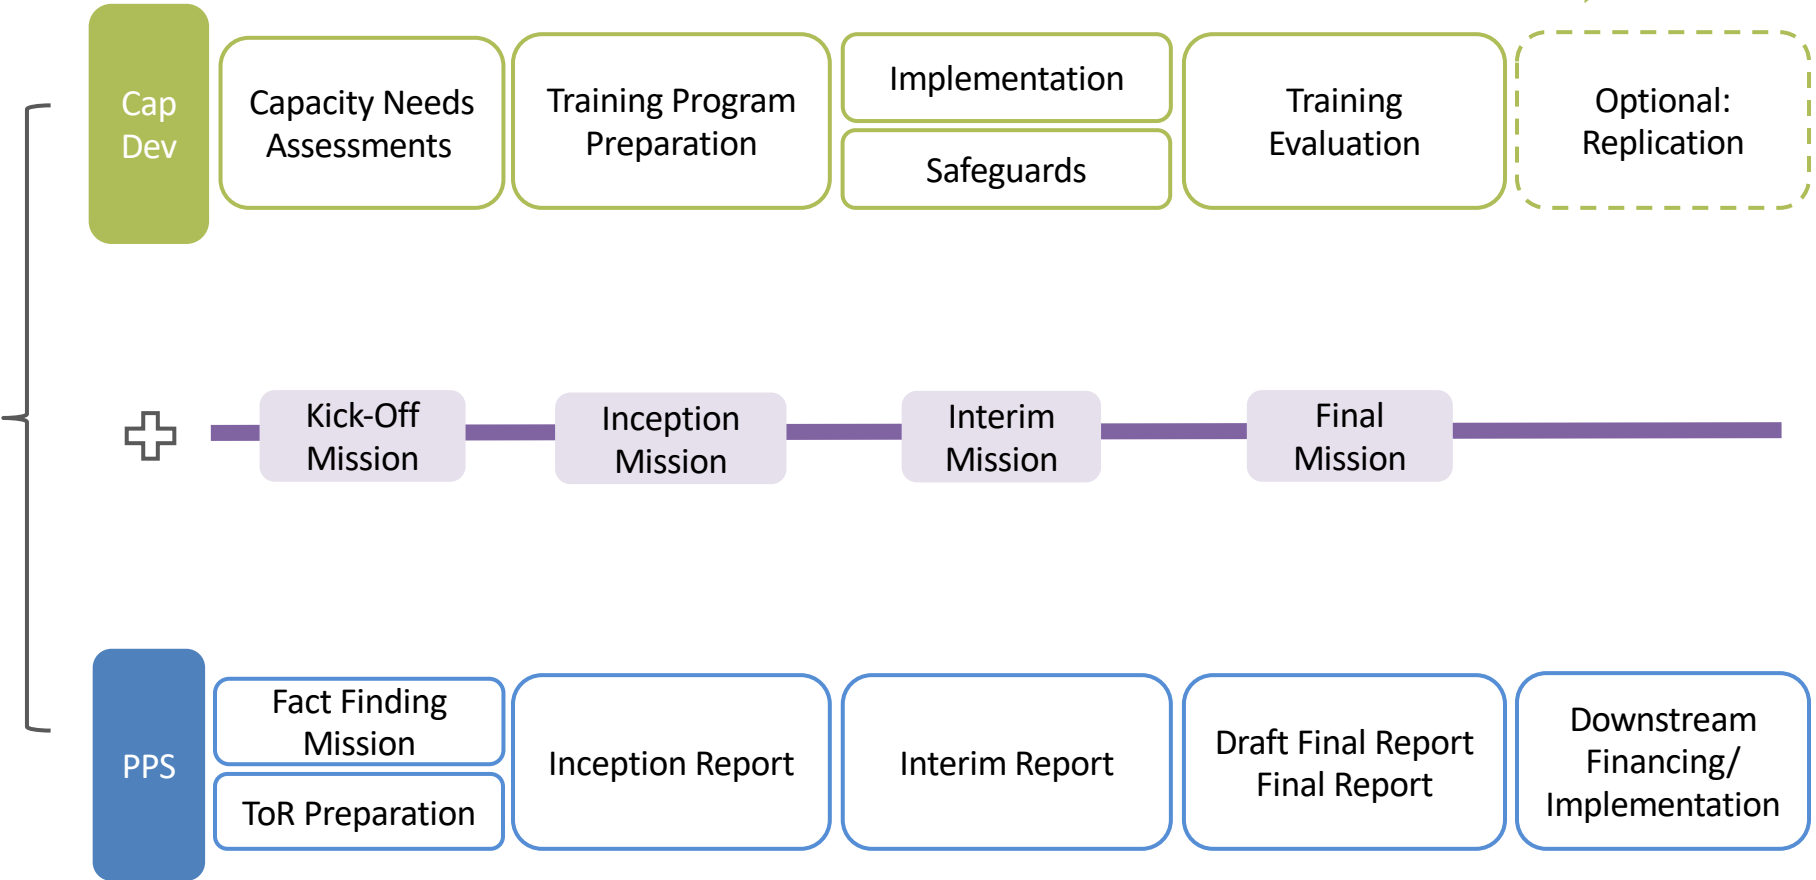 Cap
Dev
Capacity Needs
Assessments
Training Program
Preparation
Implementation
Safeguards
Training
Evaluation
Optional:
Replication
Kick-Off
Mission
Inception
Mission
Interim
Mission
Final
Mission
PPS
Fact Finding
Mission
ToR Preparation
Inception Report
Interim Report
Draft Final Report
Final Report
Downstream
Financing/
Implementation